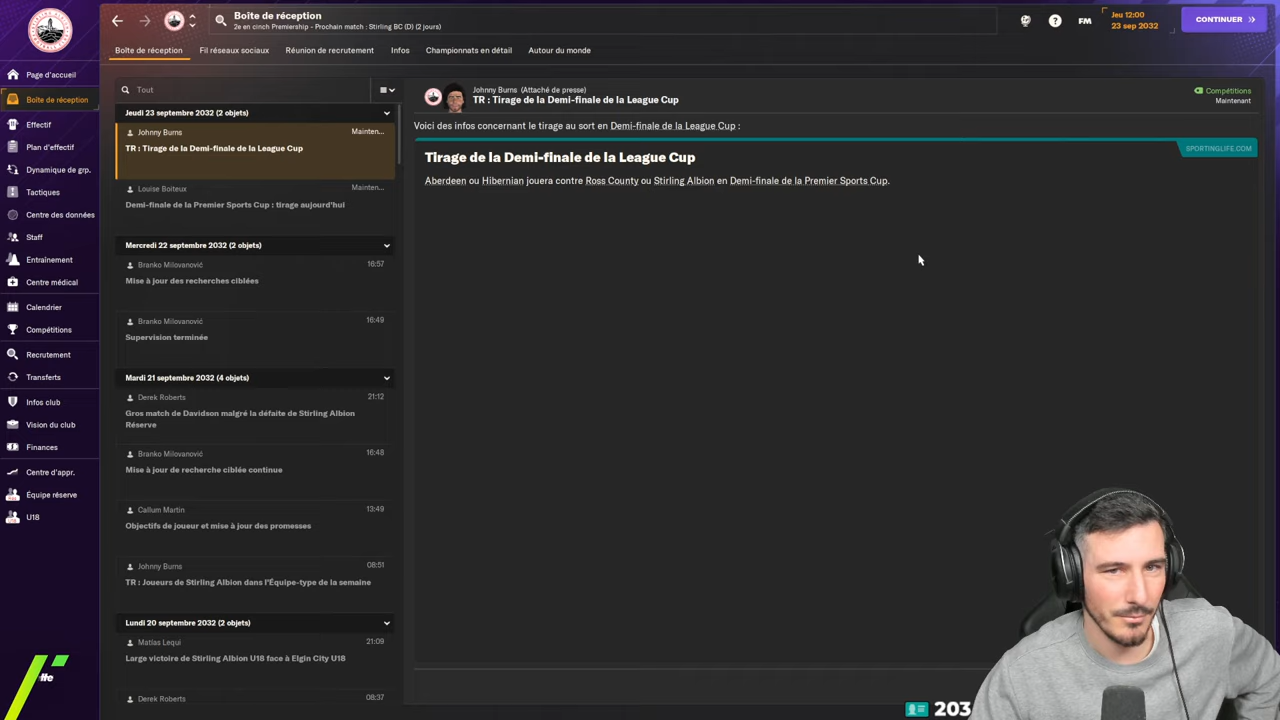 Boîte de réception
2e en cinch Premiership - Prochain match : Stirling BC (D) (2 jours)
FM
Jeu 12:00
23 sep 2032
CONTINUER
Boîte de réception
Fil réseaux sociaux
Réunion de recrutement
Infos
Championnats en détail
Autour du monde
Page d'accueil
Boîte de réception
Effectif
Plan d'effectif
Dynamique de grp.
Tactiques
Centre des données
Staff
Entraînement
Centre médical
Calendrier
Compétitions
Recrutement
Transferts
Infos club
Vision du club
Finances
Centre d'appr.
Équipe réserve
U18
Tout
Jeudi 23 septembre 2032 (2 objets)
Johnny Burns
Mainten...
TR : Tirage de la Demi-finale de la League Cup
Louise Boiteux
Mainten...
Demi-finale de la Premier Sports Cup : tirage aujourd'hui
Mercredi 22 septembre 2032 (2 objets)
Branko Milovanović
16:57
Mise à jour des recherches ciblées
Branko Milovanović
16:49
Supervision terminée
Mardi 21 septembre 2032 (4 objets)
Derek Roberts
21:12
Gros match de Davidson malgré la défaite de Stirling Albion
Réserve
Branko Milovanović
16:48
Mise à jour de recherche ciblée continue
Callum Martin
13:49
Objectifs de joueur et mise à jour des promesses
Johnny Burns
08:51
TR : Joueurs de Stirling Albion dans l'Équipe-type de la semaine
Lundi 20 septembre 2032 (2 objets)
Matías Lequi
21:09
Large victoire de Stirling Albion U18 face à Elgin City U18
Derek Roberts
08:37
Johnny Burns (Attaché de presse)
TR : Tirage de la Demi-finale de la League Cup
Compétitions
Maintenant
Voici des infos concernant le tirage au sort en Demi-finale de la League Cup :
SPORTINGLIFE.COM
Tirage de la Demi-finale de la League Cup
Aberdeen ou Hibernian jouera contre Ross County ou Stirling Albion en Demi-finale de la Premier Sports Cup.
203